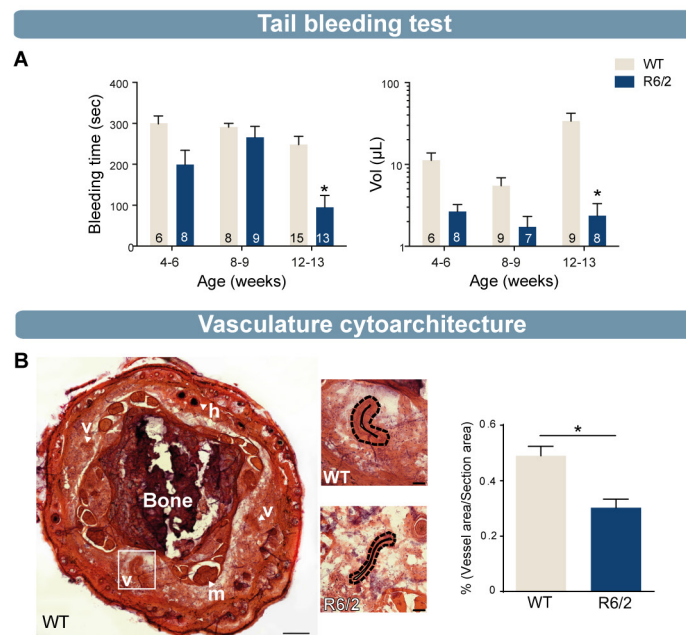 Tail bleeding test
A
WT
R6/2
Bleeding time (sec)
400
300
200
100
0
6 8 8 9 15 13
*
4-6 8-9 12-13
Age (weeks)
Vol (µL)
100
10
1
6 8 9 7 9 8
*
4-6 8-9 12-13
Age (weeks)
Vasculature cytoarchitecture
B
h
v
Bone
v
v
m
WT
WT
R6/2
% (Vessel area/Section area)
0.6
0.4
0.2
0
*
WT R6/2